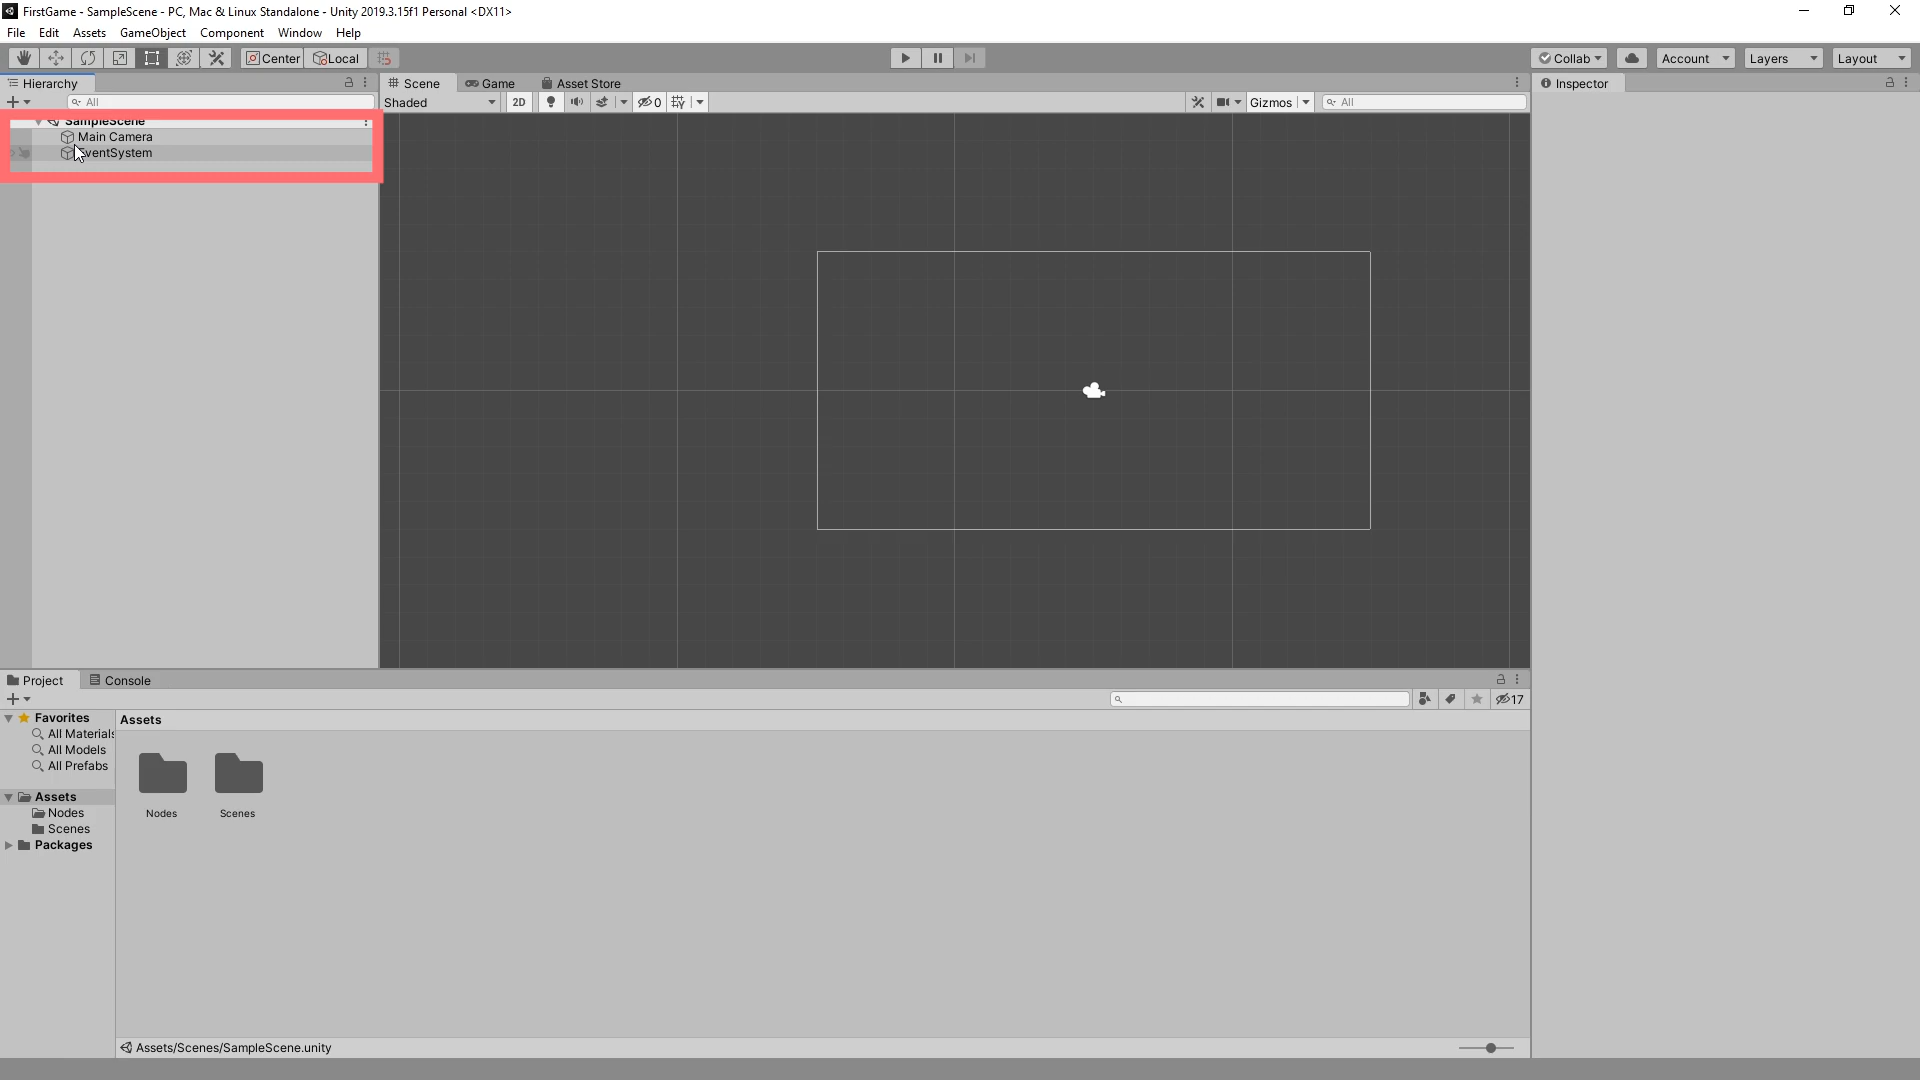 FirstGame - SampleScene - PC, Mac & Linux Standalone - Unity 2019.3.15f1 Personal <DX11>
File Edit Assets GameObject Component Window Help
Center Local Collab Account Layers Layout
Hierarchy
All
SampleScene
Main Camera
EventSystem
Scene Game Asset Store
Shaded 2D 0 Gizmos All
Inspector
Project Console
17
Favorites
All Materials
All Models
All Prefabs
Assets
Nodes
Scenes
Packages
Assets
Nodes Scenes
Assets/Scenes/SampleScene.unity